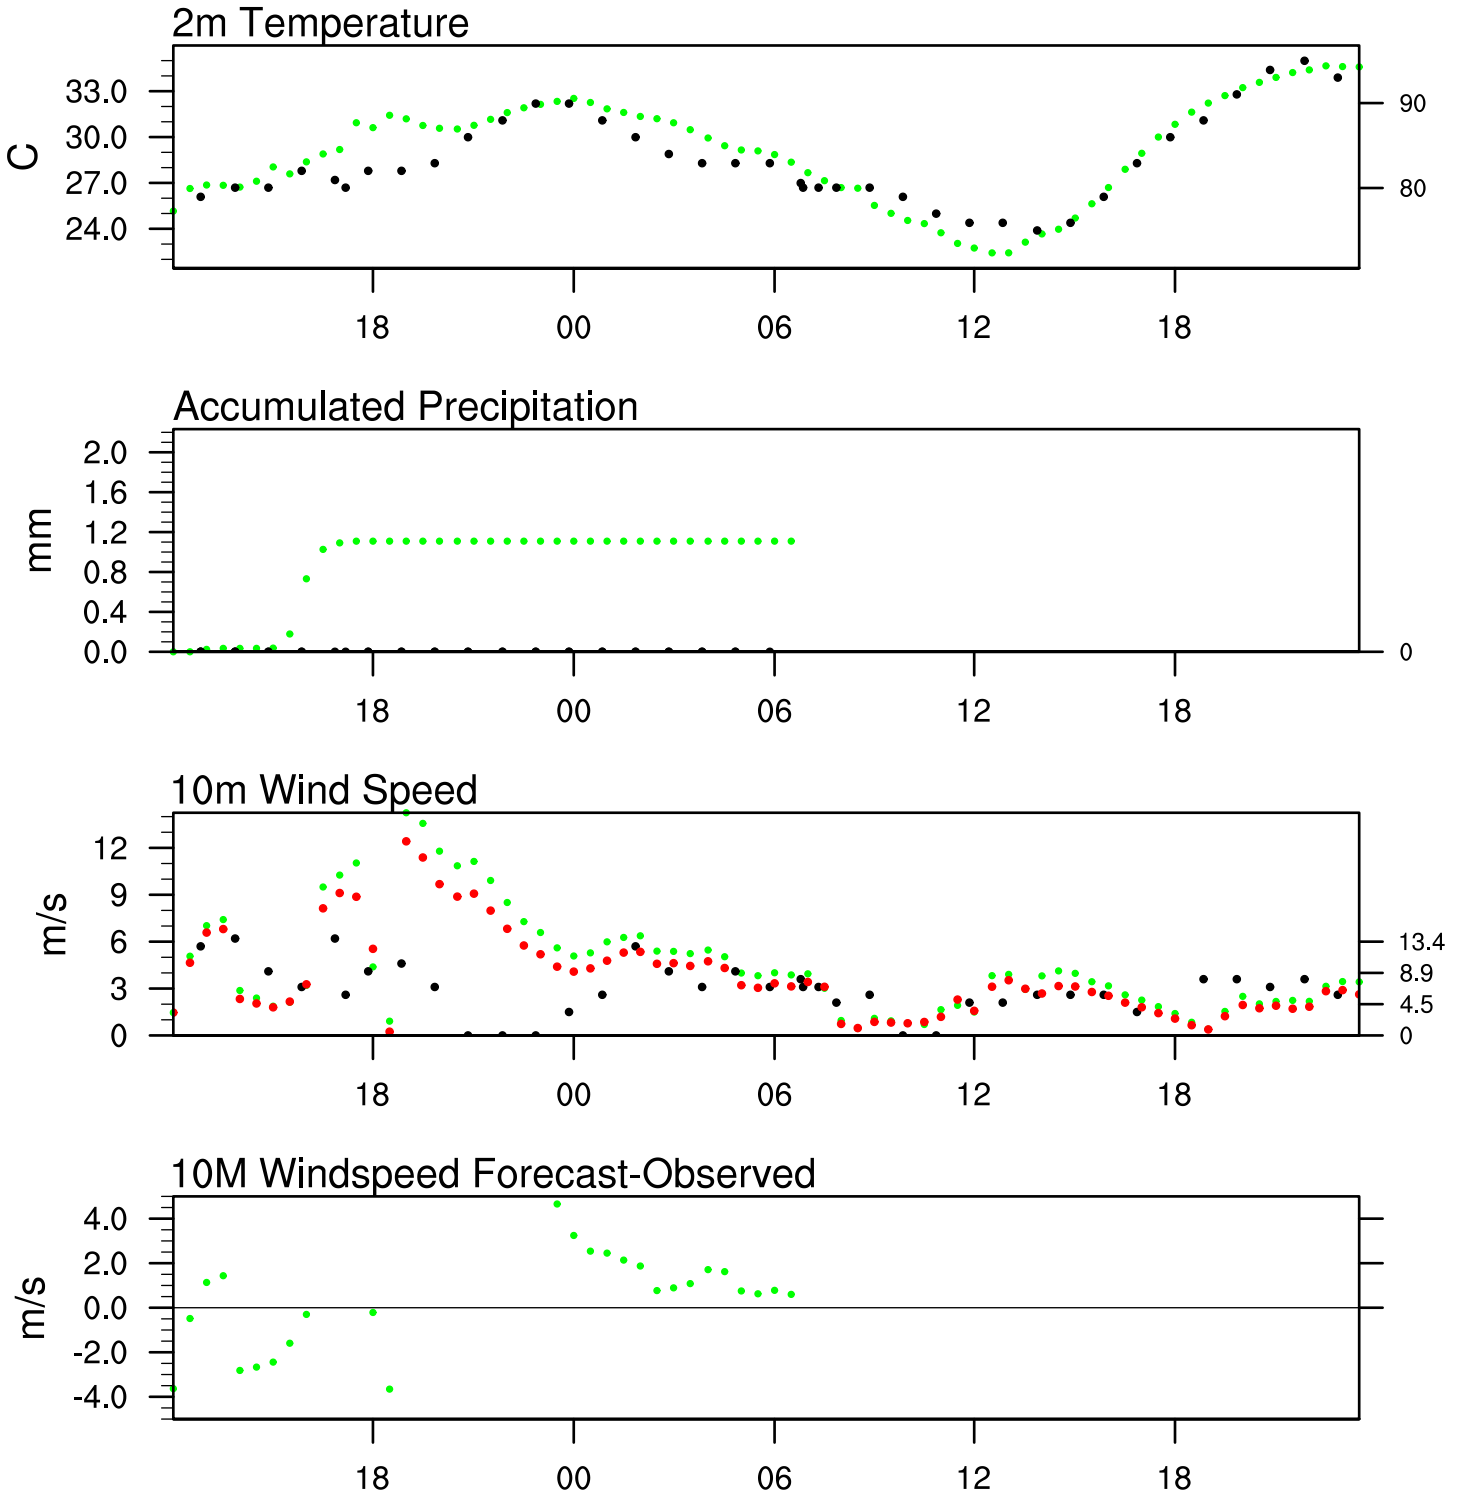 2m Temperature
33.0
30.0
27.0
24.0
C
90
80
18 00 06 12 18
Accumulated Precipitation
2.0
1.6
1.2
0.8
0.4
0.0
mm
0
18 00 06 12 18
10m Wind Speed
12
9
6
3
0
m/s
13.4
8.9
4.5
0
18 00 06 12 18
10M Windspeed Forecast-Observed
4.0
2.0
0.0
-2.0
-4.0
m/s
18 00 06 12 18